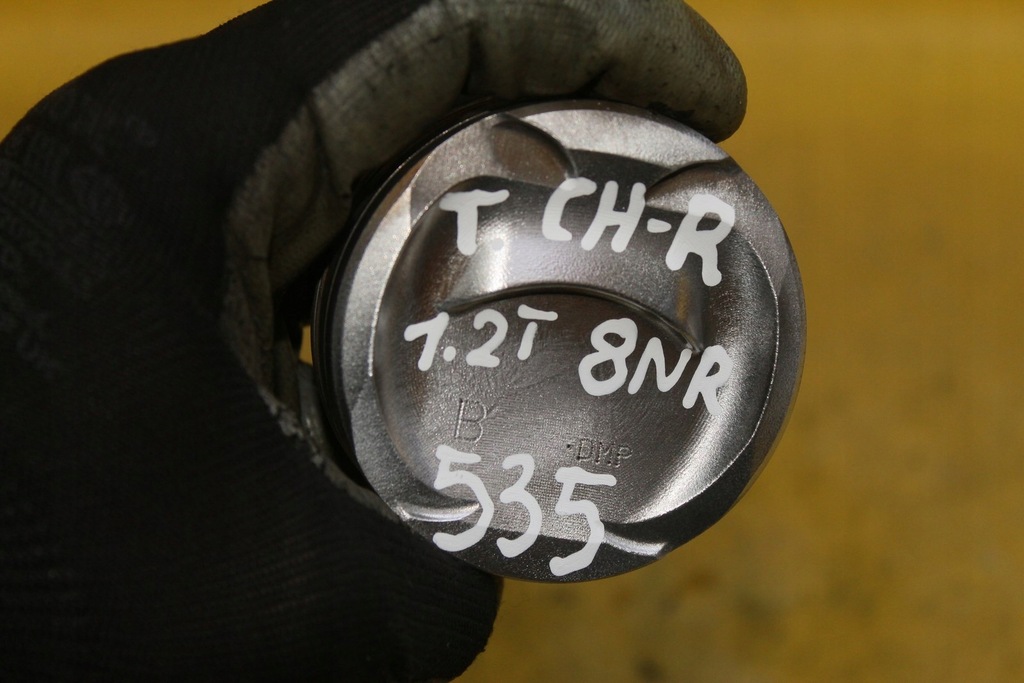 T. CH-R
1.2T 8NR
B
DMP
535